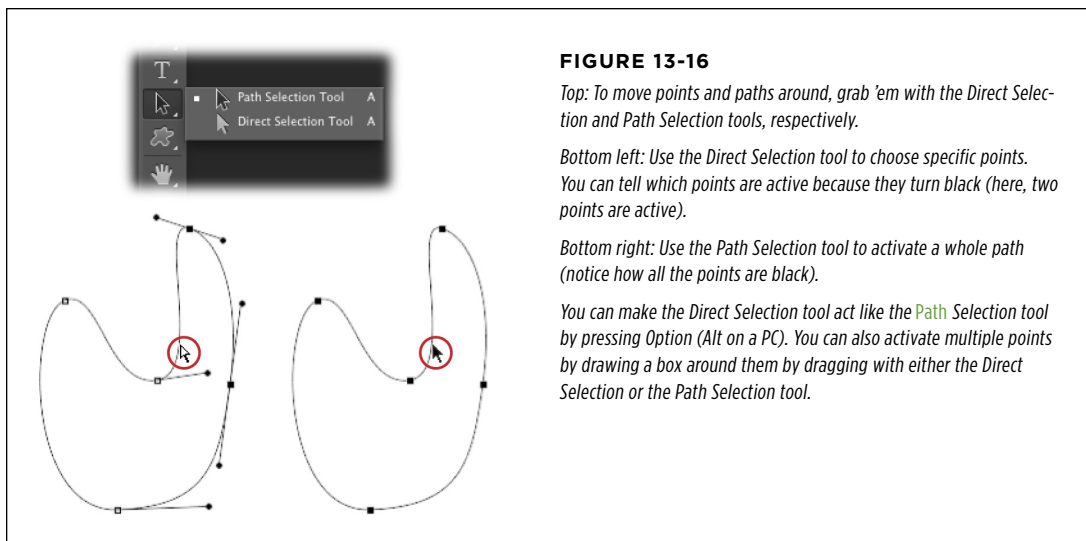 T
Path Selection Tool A
Direct Selection Tool A
FIGURE 13-16
Top: To move points and paths around, grab ’em with the Direct Selec-
tion and Path Selection tools, respectively.
Bottom left: Use the Direct Selection tool to choose specific points.
You can tell which points are active because they turn black (here, two
points are active).
Bottom right: Use the Path Selection tool to activate a whole path
(notice how all the points are black).
You can make the Direct Selection tool act like the Path Selection tool
by pressing Option (Alt on a PC). You can also activate multiple points
by drawing a box around them by dragging with either the Direct
Selection or the Path Selection tool.